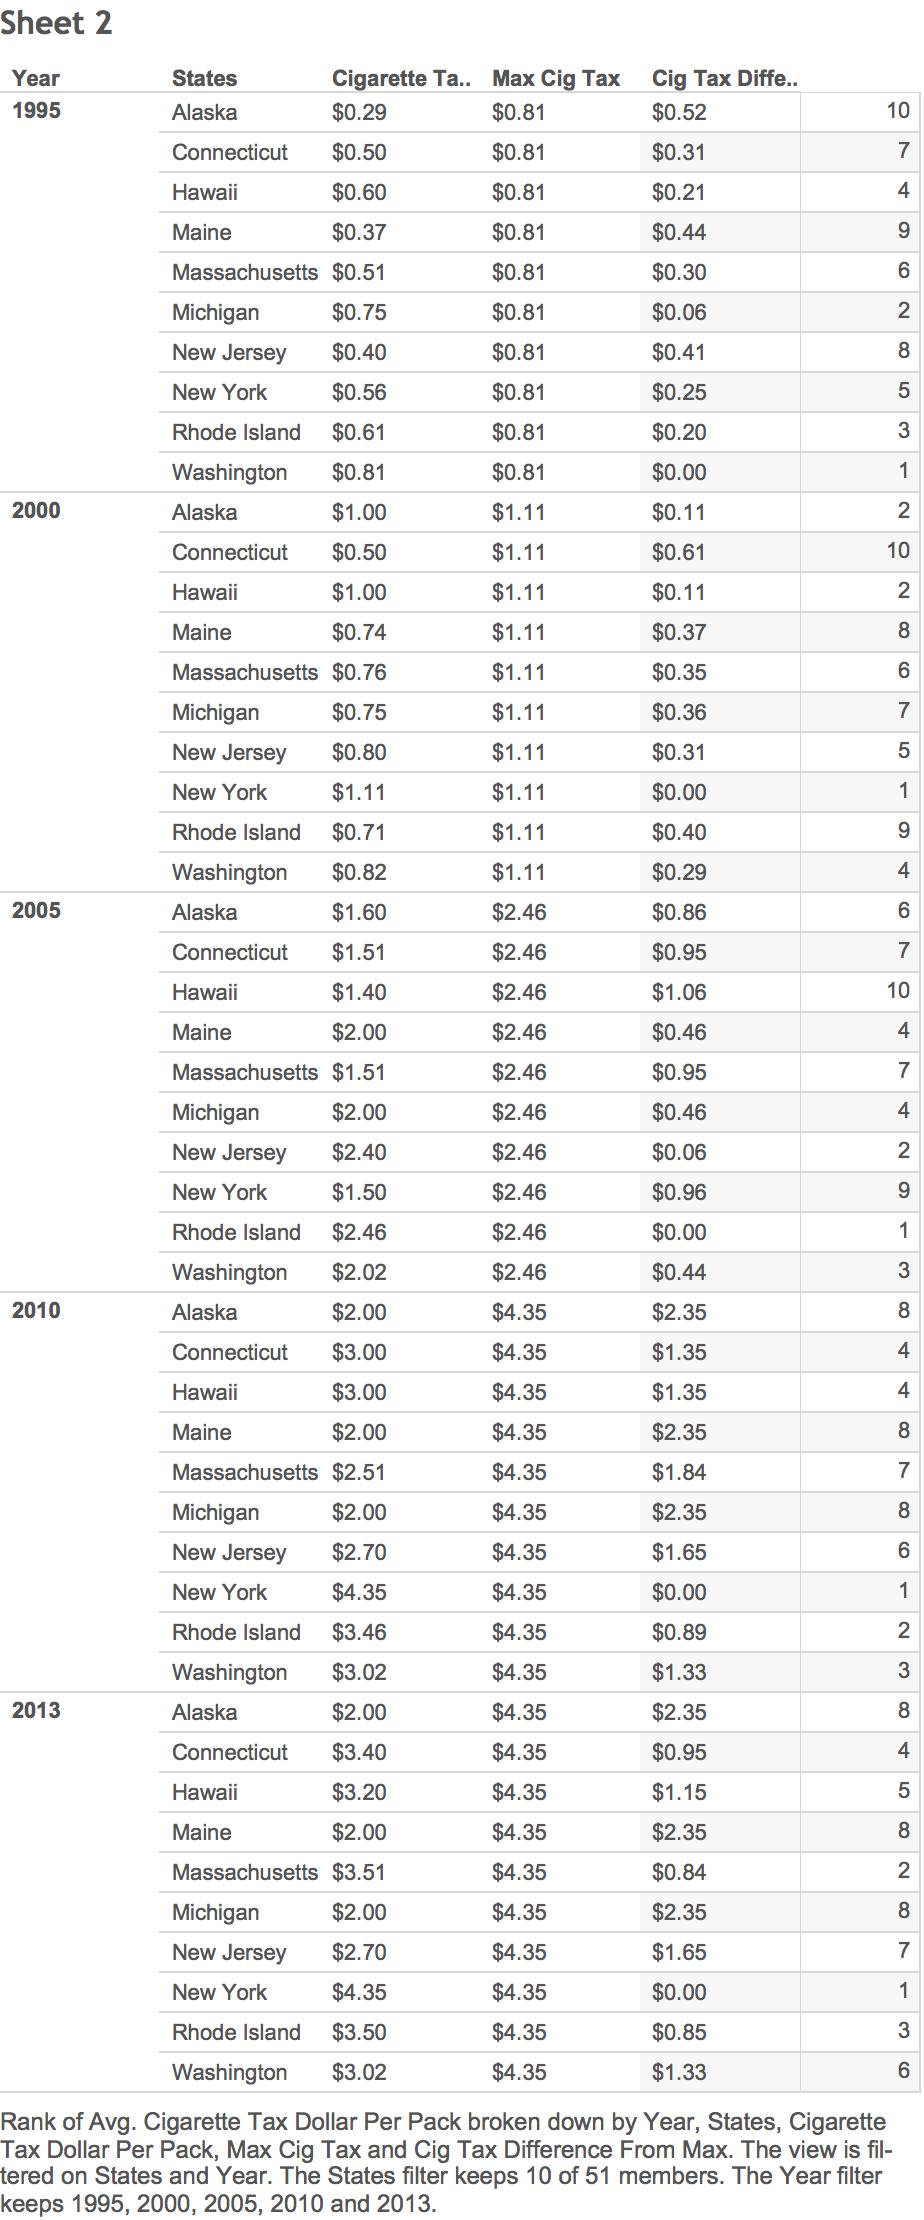 Sheet 2
Year States Cigarette Ta.. Max Cig Tax Cig Tax Diffe..
1995 Alaska $0.29 $0.81 $0.52 10
Connecticut $0.50 $0.81 $0.31 7
Hawaii $0.60 $0.81 $0.21 4
Maine $0.37 $0.81 $0.44 9
Massachusetts $0.51 $0.81 $0.30 6
Michigan $0.75 $0.81 $0.06 2
New Jersey $0.40 $0.81 $0.41 8
New York $0.56 $0.81 $0.25 5
Rhode Island $0.61 $0.81 $0.20 3
Washington $0.81 $0.81 $0.00 1
2000 Alaska $1.00 $1.11 $0.11 2
Connecticut $0.50 $1.11 $0.61 10
Hawaii $1.00 $1.11 $0.11 2
Maine $0.74 $1.11 $0.37 8
Massachusetts $0.76 $1.11 $0.35 6
Michigan $0.75 $1.11 $0.36 7
New Jersey $0.80 $1.11 $0.31 5
New York $1.11 $1.11 $0.00 1
Rhode Island $0.71 $1.11 $0.40 9
Washington $0.82 $1.11 $0.29 4
2005 Alaska $1.60 $2.46 $0.86 6
Connecticut $1.51 $2.46 $0.95 7
Hawaii $1.40 $2.46 $1.06 10
Maine $2.00 $2.46 $0.46 4
Massachusetts $1.51 $2.46 $0.95 7
Michigan $2.00 $2.46 $0.46 4
New Jersey $2.40 $2.46 $0.06 2
New York $1.50 $2.46 $0.96 9
Rhode Island $2.46 $2.46 $0.00 1
Washington $2.02 $2.46 $0.44 3
2010 Alaska $2.00 $4.35 $2.35 8
Connecticut $3.00 $4.35 $1.35 4
Hawaii $3.00 $4.35 $1.35 4
Maine $2.00 $4.35 $2.35 8
Massachusetts $2.51 $4.35 $1.84 7
Michigan $2.00 $4.35 $2.35 8
New Jersey $2.70 $4.35 $1.65 6
New York $4.35 $4.35 $0.00 1
Rhode Island $3.46 $4.35 $0.89 2
Washington $3.02 $4.35 $1.33 3
2013 Alaska $2.00 $4.35 $2.35 8
Connecticut $3.40 $4.35 $0.95 4
Hawaii $3.20 $4.35 $1.15 5
Maine $2.00 $4.35 $2.35 8
Massachusetts $3.51 $4.35 $0.84 2
Michigan $2.00 $4.35 $2.35 8
New Jersey $2.70 $4.35 $1.65 7
New York $4.35 $4.35 $0.00 1
Rhode Island $3.50 $4.35 $0.85 3
Washington $3.02 $4.35 $1.33 6
Rank of Avg. Cigarette Tax Dollar Per Pack broken down by Year, States, Cigarette
Tax Dollar Per Pack, Max Cig Tax and Cig Tax Difference From Max. The view is fil-
tered on States and Year. The States filter keeps 10 of 51 members. The Year filter
keeps 1995, 2000, 2005, 2010 and 2013.